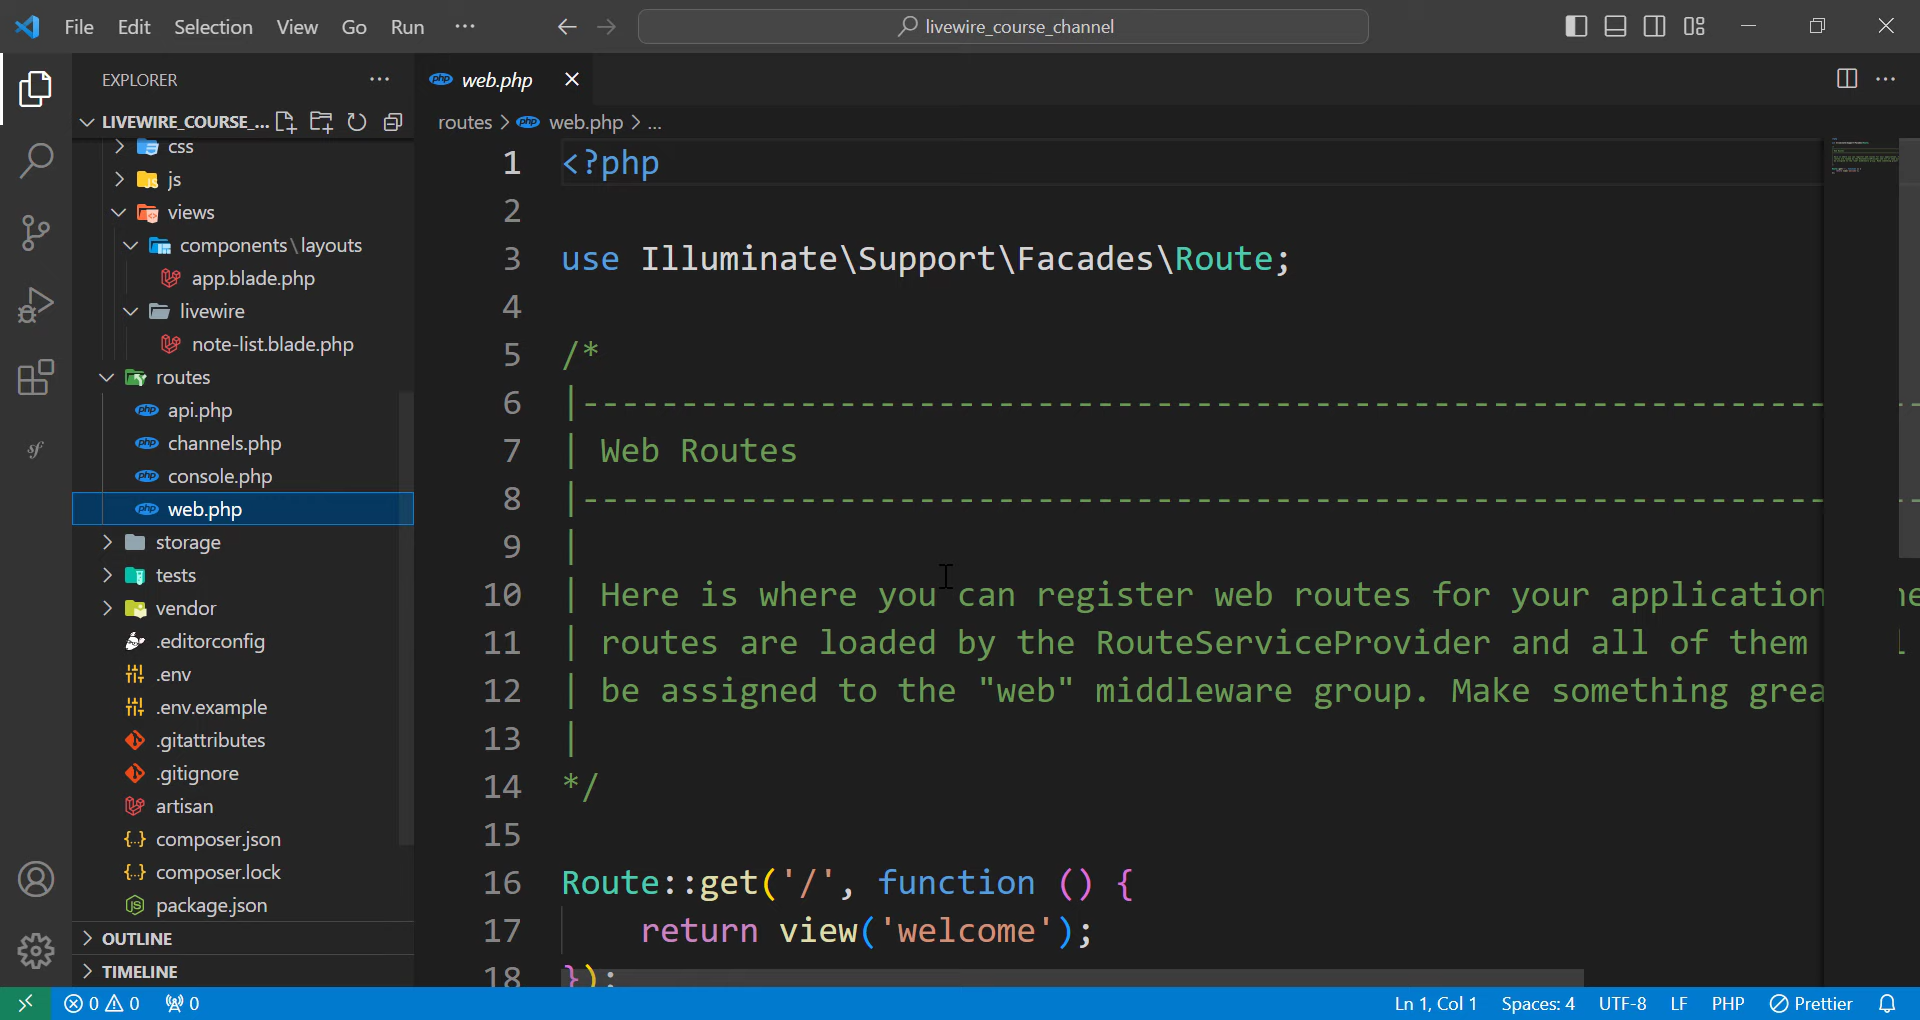 File Edit Selection View Go Run ···
livewire_course_channel
EXPLORER
LIVEWIRE_COURSE_...
css
js
views
components\layouts
app.blade.php
livewire
note-list.blade.php
routes
api.php
channels.php
console.php
web.php
storage
tests
vendor
.editorconfig
.env
.env.example
.gitattributes
.gitignore
artisan
composer.json
composer.lock
package.json
OUTLINE
TIMELINE
web.php
routes > web.php > ...
1 <?php
2
3 use Illuminate\Support\Facades\Route;
4
5 /*
6 |--------------------------------------------------------------------
7 | Web Routes
8 |--------------------------------------------------------------------
9 |
10 | Here is where you can register web routes for your application
11 | routes are loaded by the RouteServiceProvider and all of them
12 | be assigned to the "web" middleware group. Make something grea
13 |
14 */
15
16 Route::get('/', function () {
17 return view('welcome');
18 });
0 0 0
Ln 1, Col 1 Spaces: 4 UTF-8 LF PHP Prettier